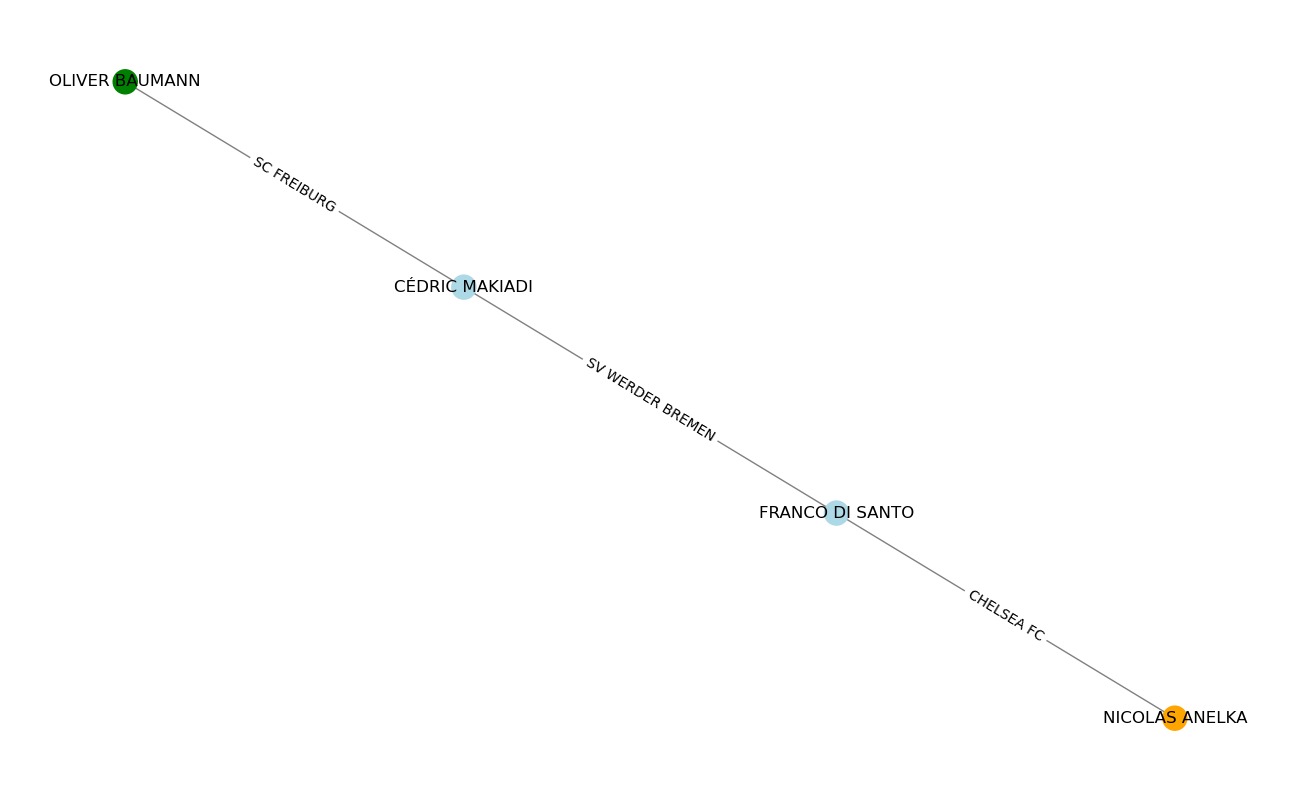 OLIVER BAUMANN
SC FREIBURG
CÉDRIC MAKIADI
SV WERDER BREMEN
FRANCO DI SANTO
CHELSEA FC
NICOLAS ANELKA